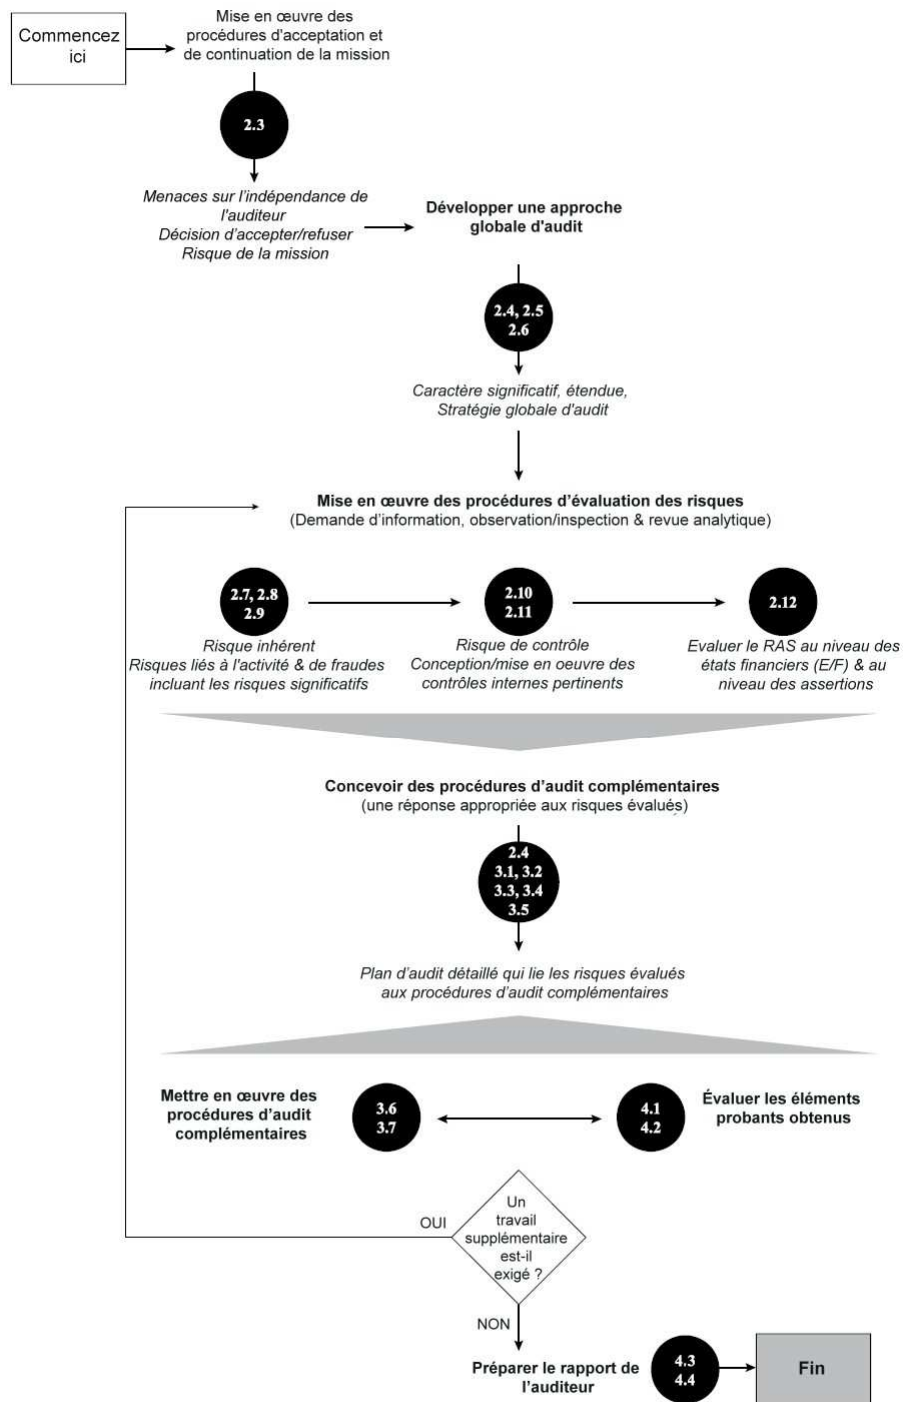 Commencez
ici
Mise en œuvre des
procédures d'acceptation et
de continuation de la mission
2.3
Menaces sur l'indépendance de
l'auditeur
Décision d'accepter/refuser
Risque de la mission
Développer une approche
globale d'audit
2.4, 2.5
2.6
Caractère significatif, étendue,
Stratégie globale d'audit
Mise en œuvre des procédures d'évaluation des risques
(Demande d'information, observation/inspection & revue analytique)
2.7, 2.8
2.9
Risque inhérent
Risques liés à l'activité & de fraudes
incluant les risques significatifs
2.10
2.11
Risque de contrôle
Conception/mise en oeuvre des
contrôles internes pertinents
2.12
Evaluer le RAS au niveau des
états financiers (E/F) & au
niveau des assertions
Concevoir des procédures d'audit complémentaires
(une réponse appropriée aux risques évalués)
2.4
3.1, 3.2
3.3, 3.4
3.5
Plan d'audit détaillé qui lie les risques évalués
aux procédures d'audit complémentaires
Mettre en œuvre des
procédures d'audit
complémentaires
3.6
3.7
4.1
4.2
Évaluer les éléments
probants obtenus
Un
travail
supplémentaire
est-il
exigé ?
OUI
NON
Préparer le rapport de
l'auditeur
4.3
4.4
Fin